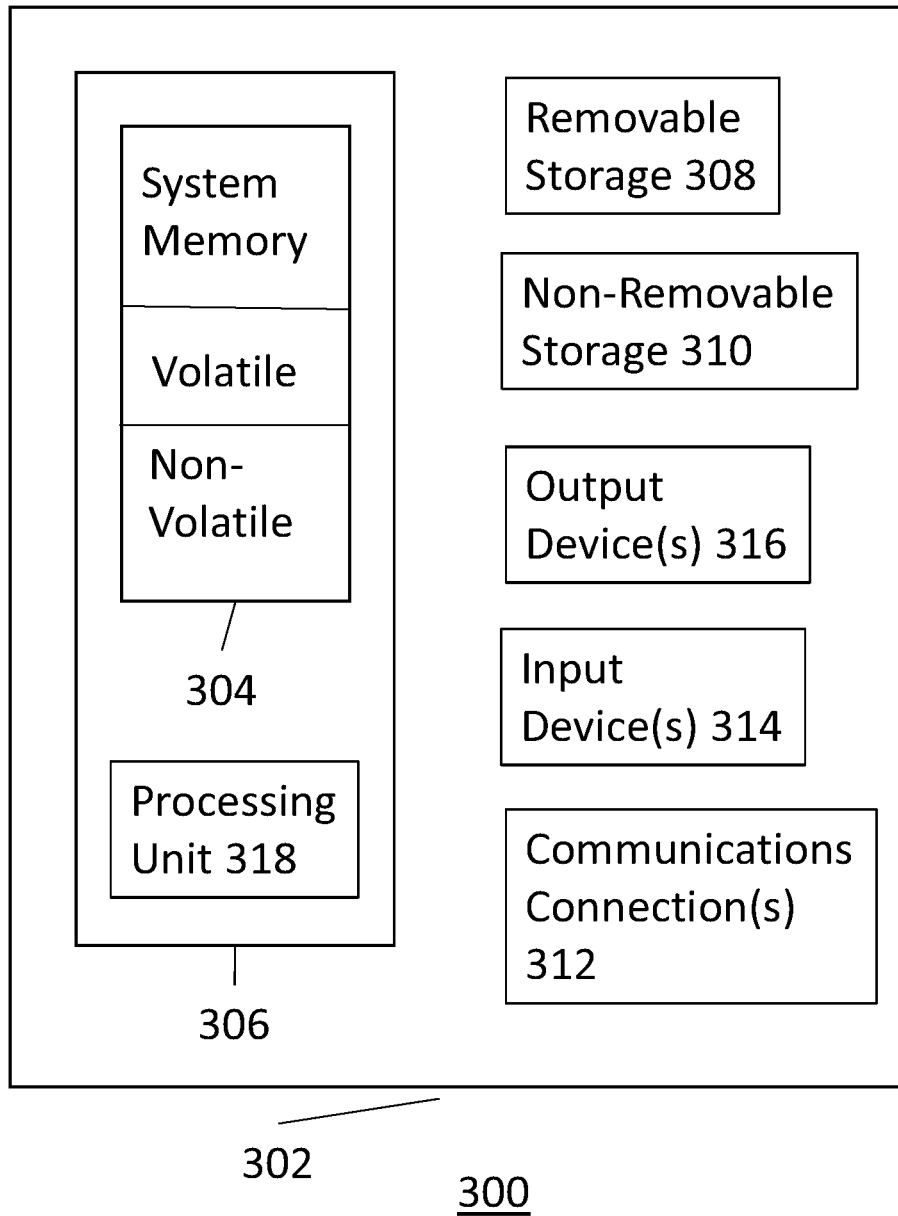 System
Memory
Volatile
Non-
Volatile
304
Processing
Unit 318
306
Removable
Storage 308
Non-Removable
Storage 310
Output
Device(s) 316
Input
Device(s) 314
Communications
Connection(s)
312
302
300